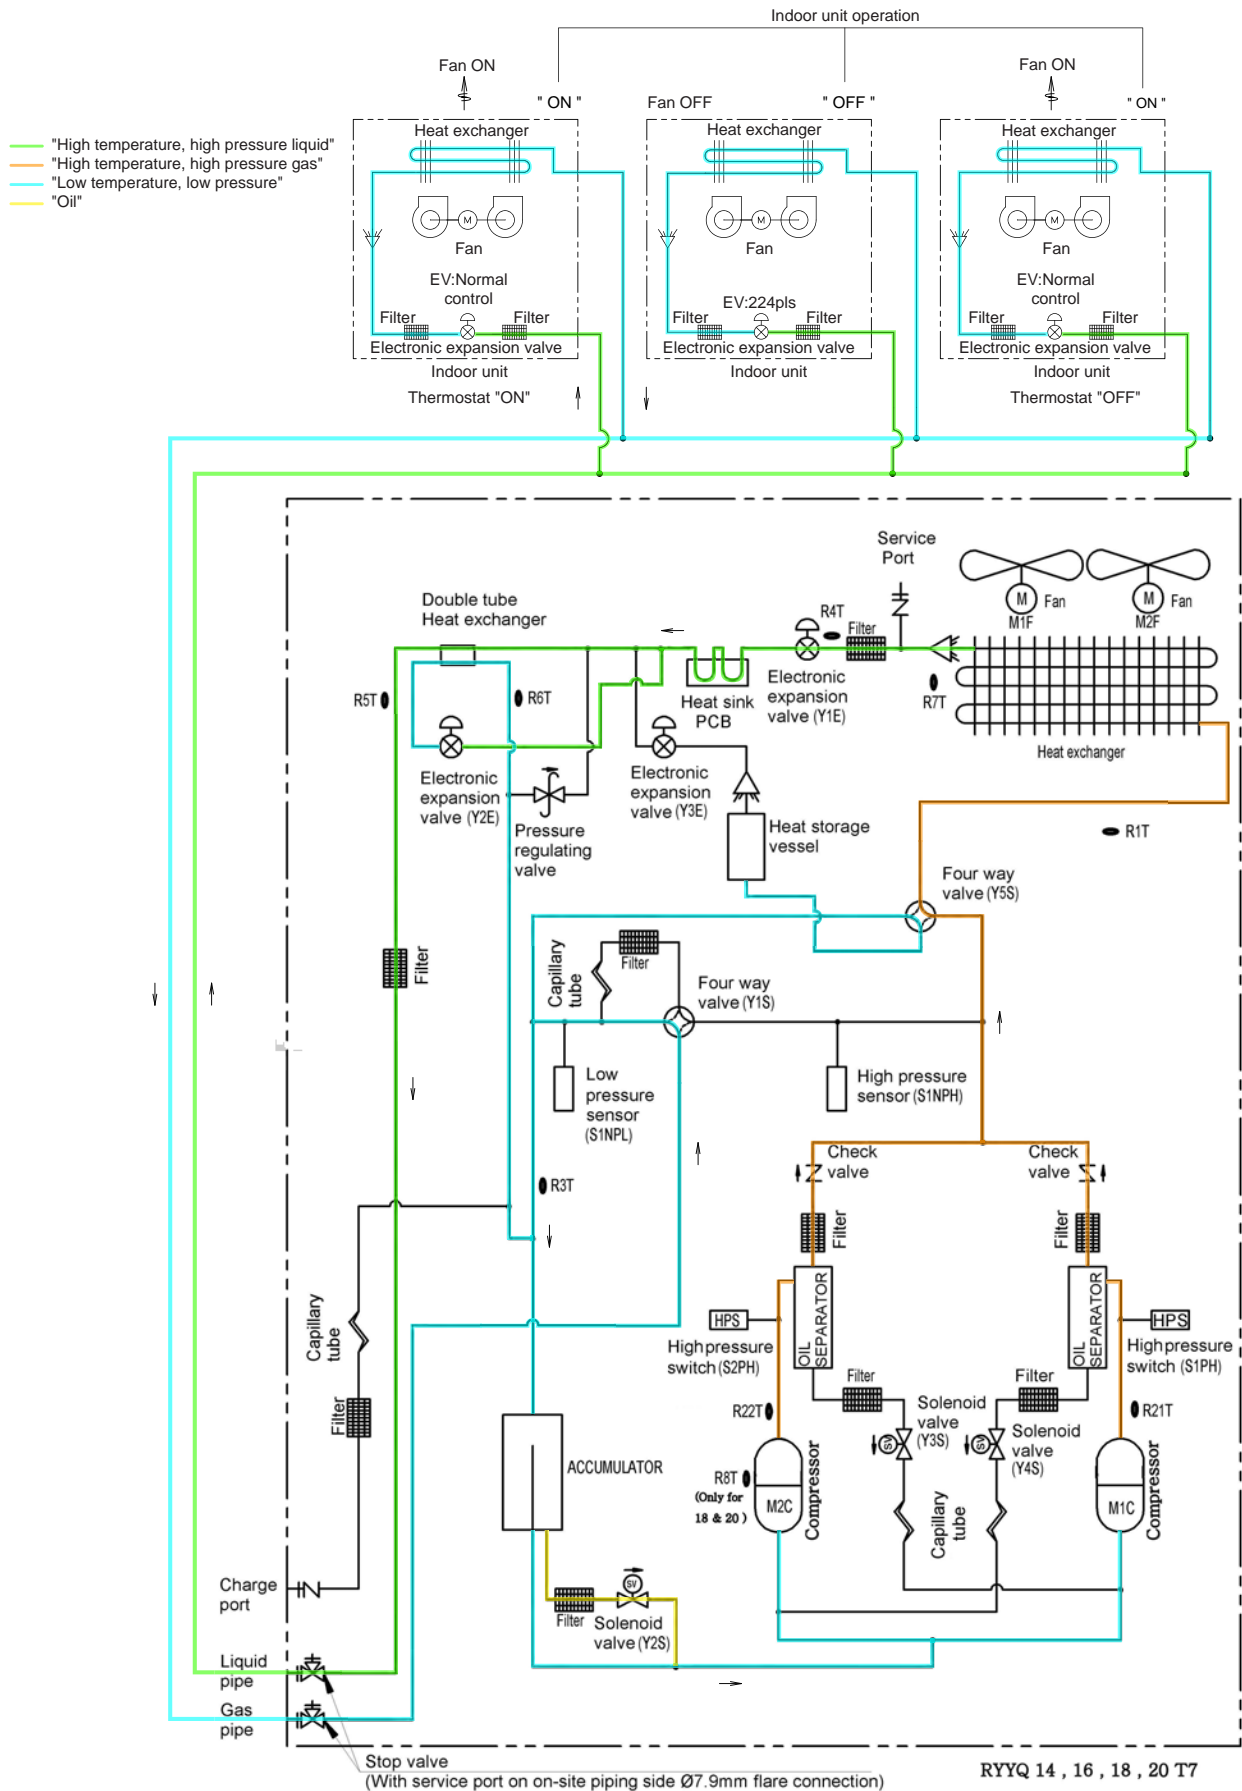 Indoor unit operation
Fan ON
Fan ON
" ON "
Fan OFF
" OFF "
" ON "
"High temperature, high pressure liquid"
"High temperature, high pressure gas"
"Low temperature, low pressure"
"Oil"
Heat exchanger
Heat exchanger
Heat exchanger
M
M
M
Fan
Fan
Fan
EV:Normal
control
EV:224pls
EV:Normal
control
Filter
Filter
Filter
Filter
Filter
Filter
Electronic expansion valve
Electronic expansion valve
Electronic expansion valve
Indoor unit
Indoor unit
Indoor unit
Thermostat "ON"
Thermostat "OFF"
Service
Port
Double tube
Heat exchanger
R4T
Filter
M
Fan
M1F
M
Fan
M2F
R5T
R6T
Heat sink
PCB
Electronic
expansion
valve (Y1E)
R7T
Heat exchanger
Electronic
expansion
valve (Y2E)
Pressure
regulating
valve
Electronic
expansion
valve (Y3E)
Heat storage
vessel
R1T
Four way
valve (Y5S)
Filter
Capillary
tube
Filter
Four way
valve (Y1S)
Low
pressure
sensor
(S1NPL)
High pressure
sensor (S1NPH)
Check
valve
Check
valve
R3T
Filter
Filter
OIL
SEPARATOR
OIL
SEPARATOR
HPS
HPS
High pressure
switch (S2PH)
High pressure
switch (S1PH)
Capillary
tube
Filter
Filter
Filter
R22T
R21T
Solenoid
valve
(Y3S)
Solenoid
valve
(Y4S)
SV
SV
ACCUMULATOR
R8T
(Only for
18 & 20 )
M2C
Compressor
Capillary
tube
M1C
Compressor
SV
Filter
Solenoid
valve (Y2S)
Charge
port
Liquid
pipe
Gas
pipe
Stop valve
(With service port on on-site piping side Ø7.9mm flare connection)
RYYQ 14 , 16 , 18 , 20 T7